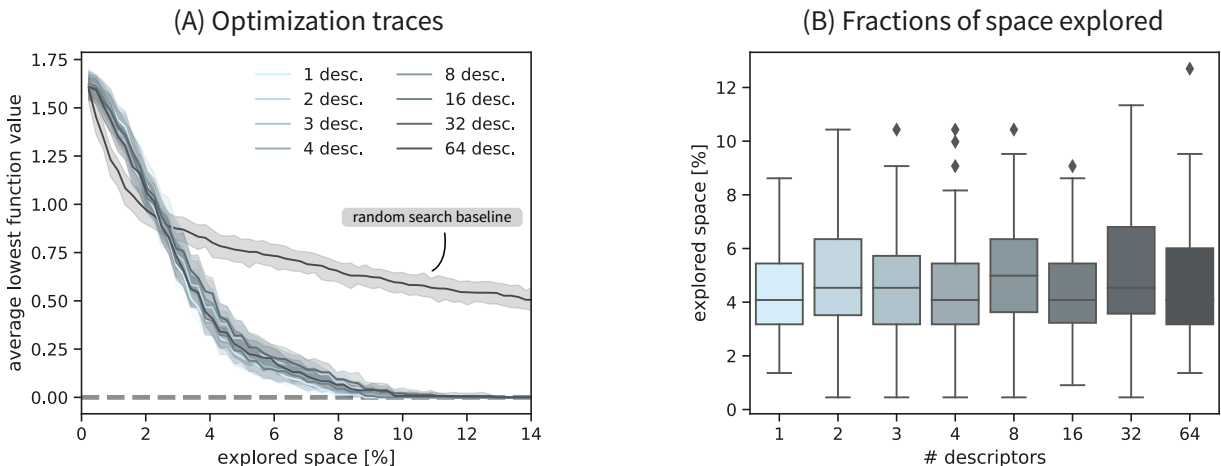 (A) Optimization traces
average lowest function value
1.75
1.50
1.25
1.00
0.75
0.50
0.25
0.00
1 desc.
2 desc.
3 desc.
4 desc.
8 desc.
16 desc.
32 desc.
64 desc.
random search baseline
0 2 4 6 8 10 12 14
explored space [%]
(B) Fractions of space explored
explored space [%]
12
10
8
6
4
2
0
1 2 3 4 8 16 32 64
# descriptors